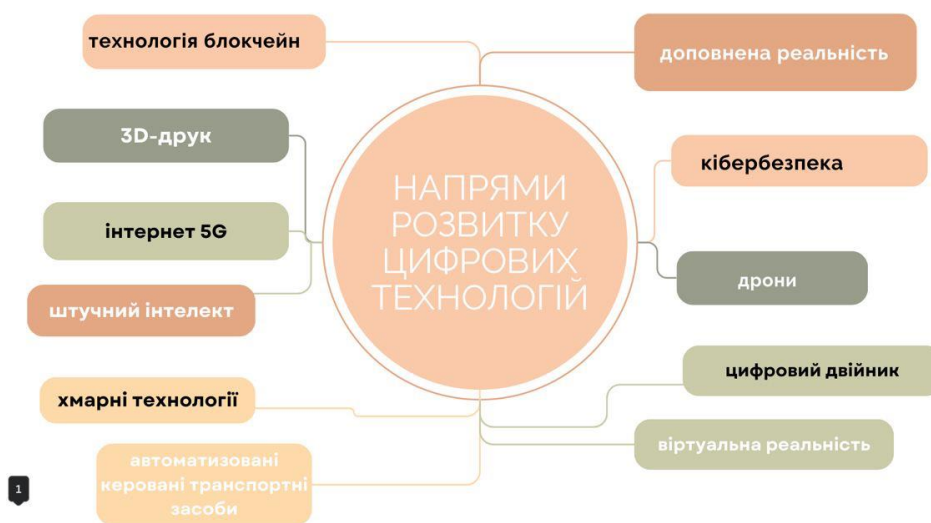 технологія блокчейн
доповнена реальність
3D-друк
кібербезпека
НАПРЯМИ
РОЗВИТКУ
ЦИФРОВИХ
ТЕХНОЛОГІЙ
інтернет 5G
дрони
штучний інтелект
цифровий двійник
хмарні технології
віртуальна реальність
автоматизовані
керовані транспортні
засоби
1